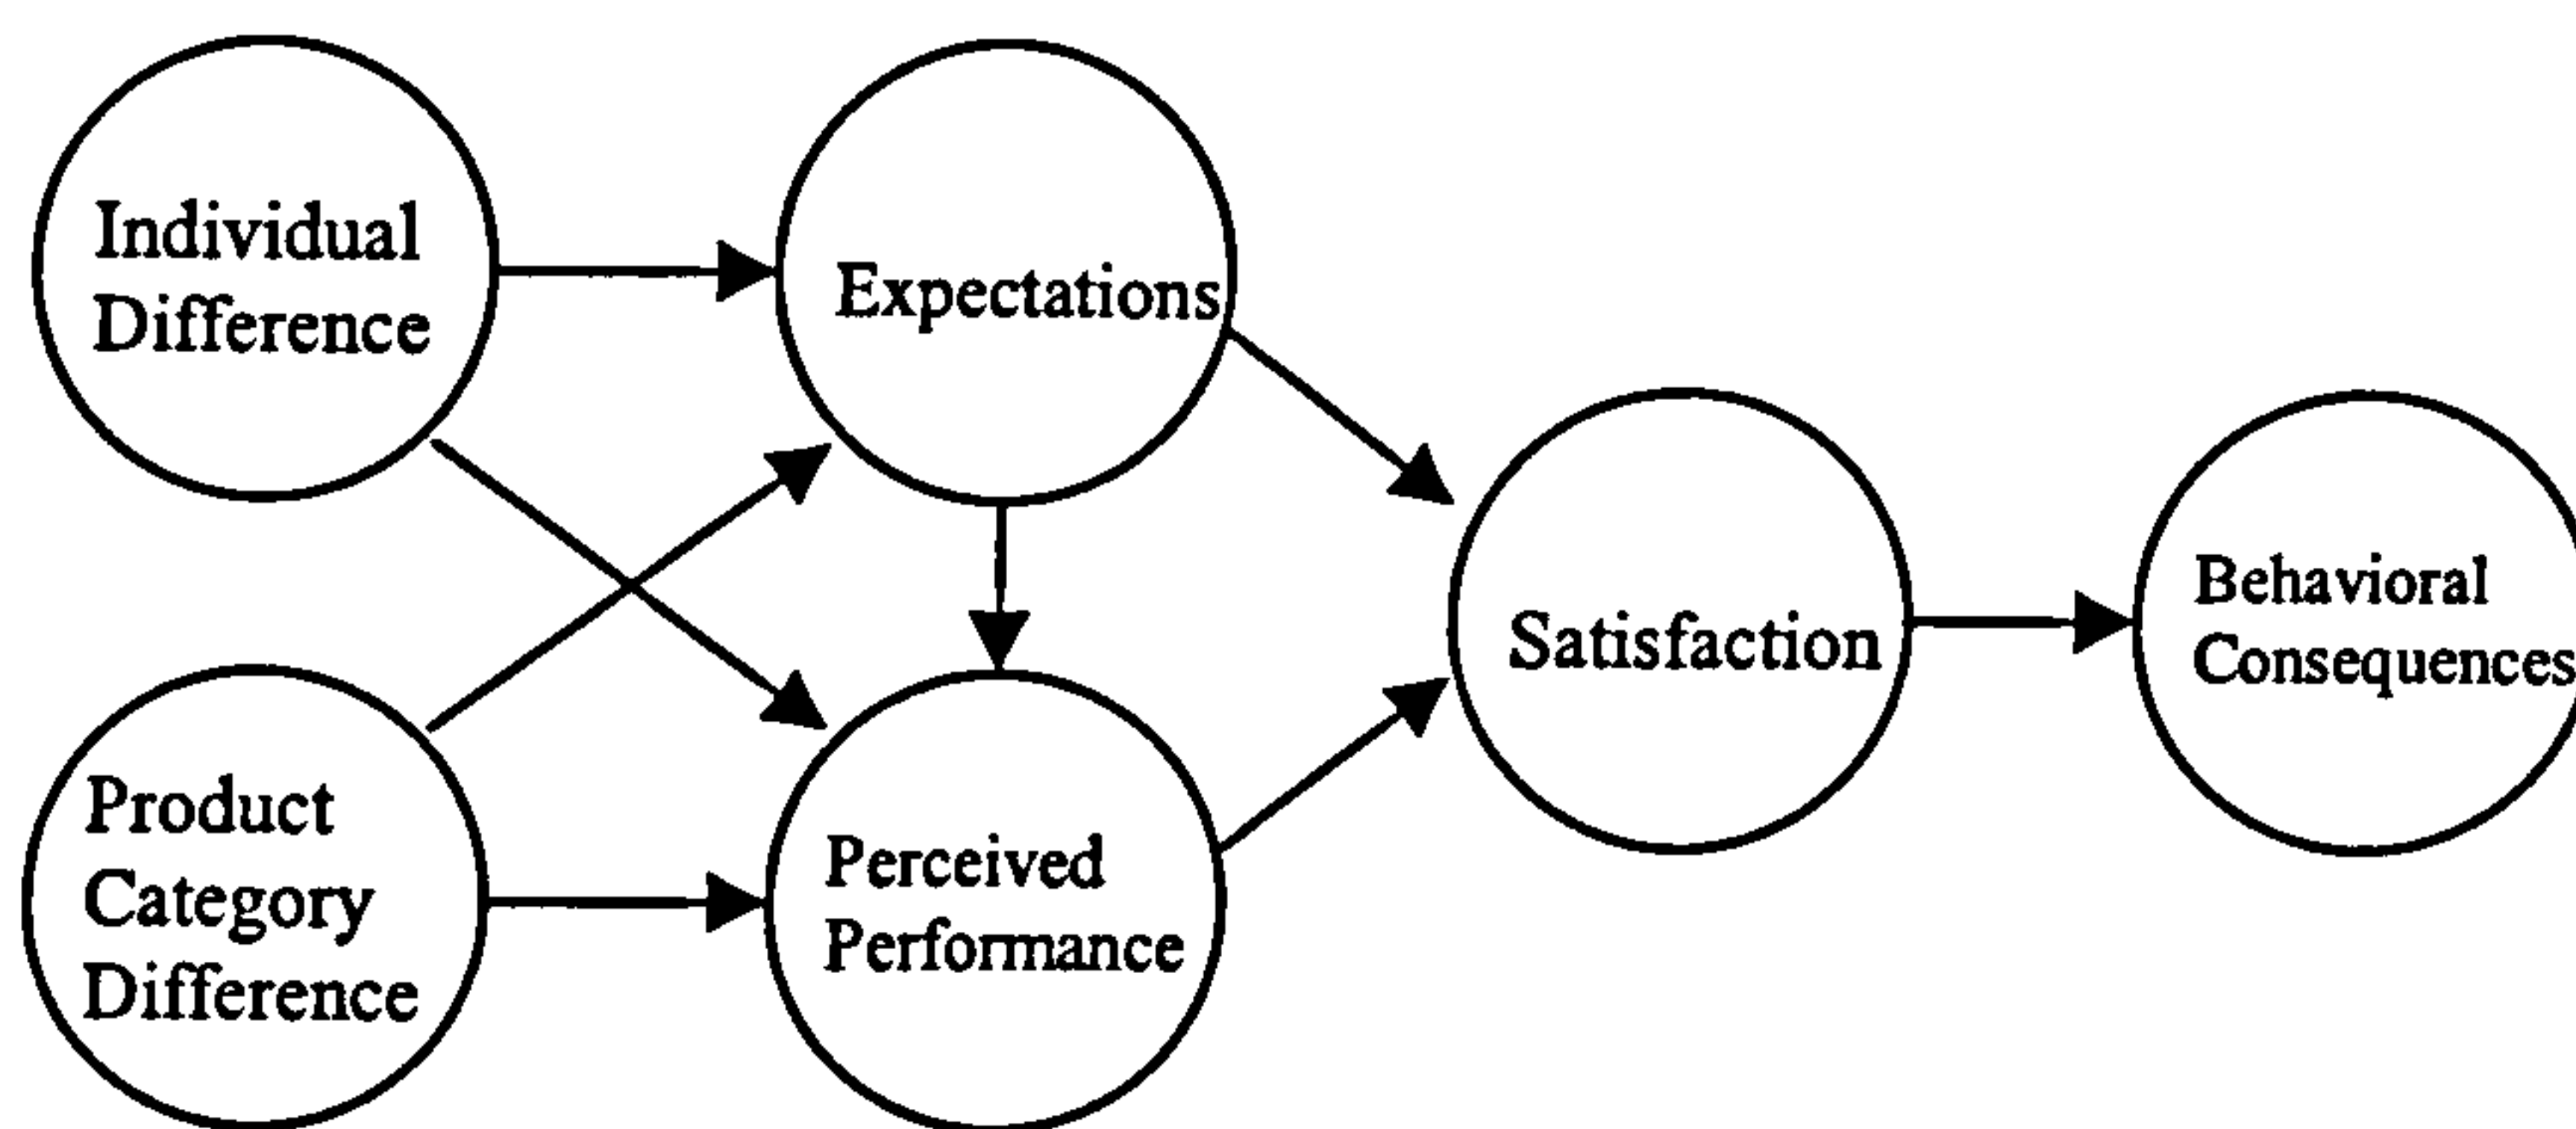 Individual
Difference
Expectations
Product
Category
Difference
Perceived
Performance
Satisfaction
Behavioral
Consequences